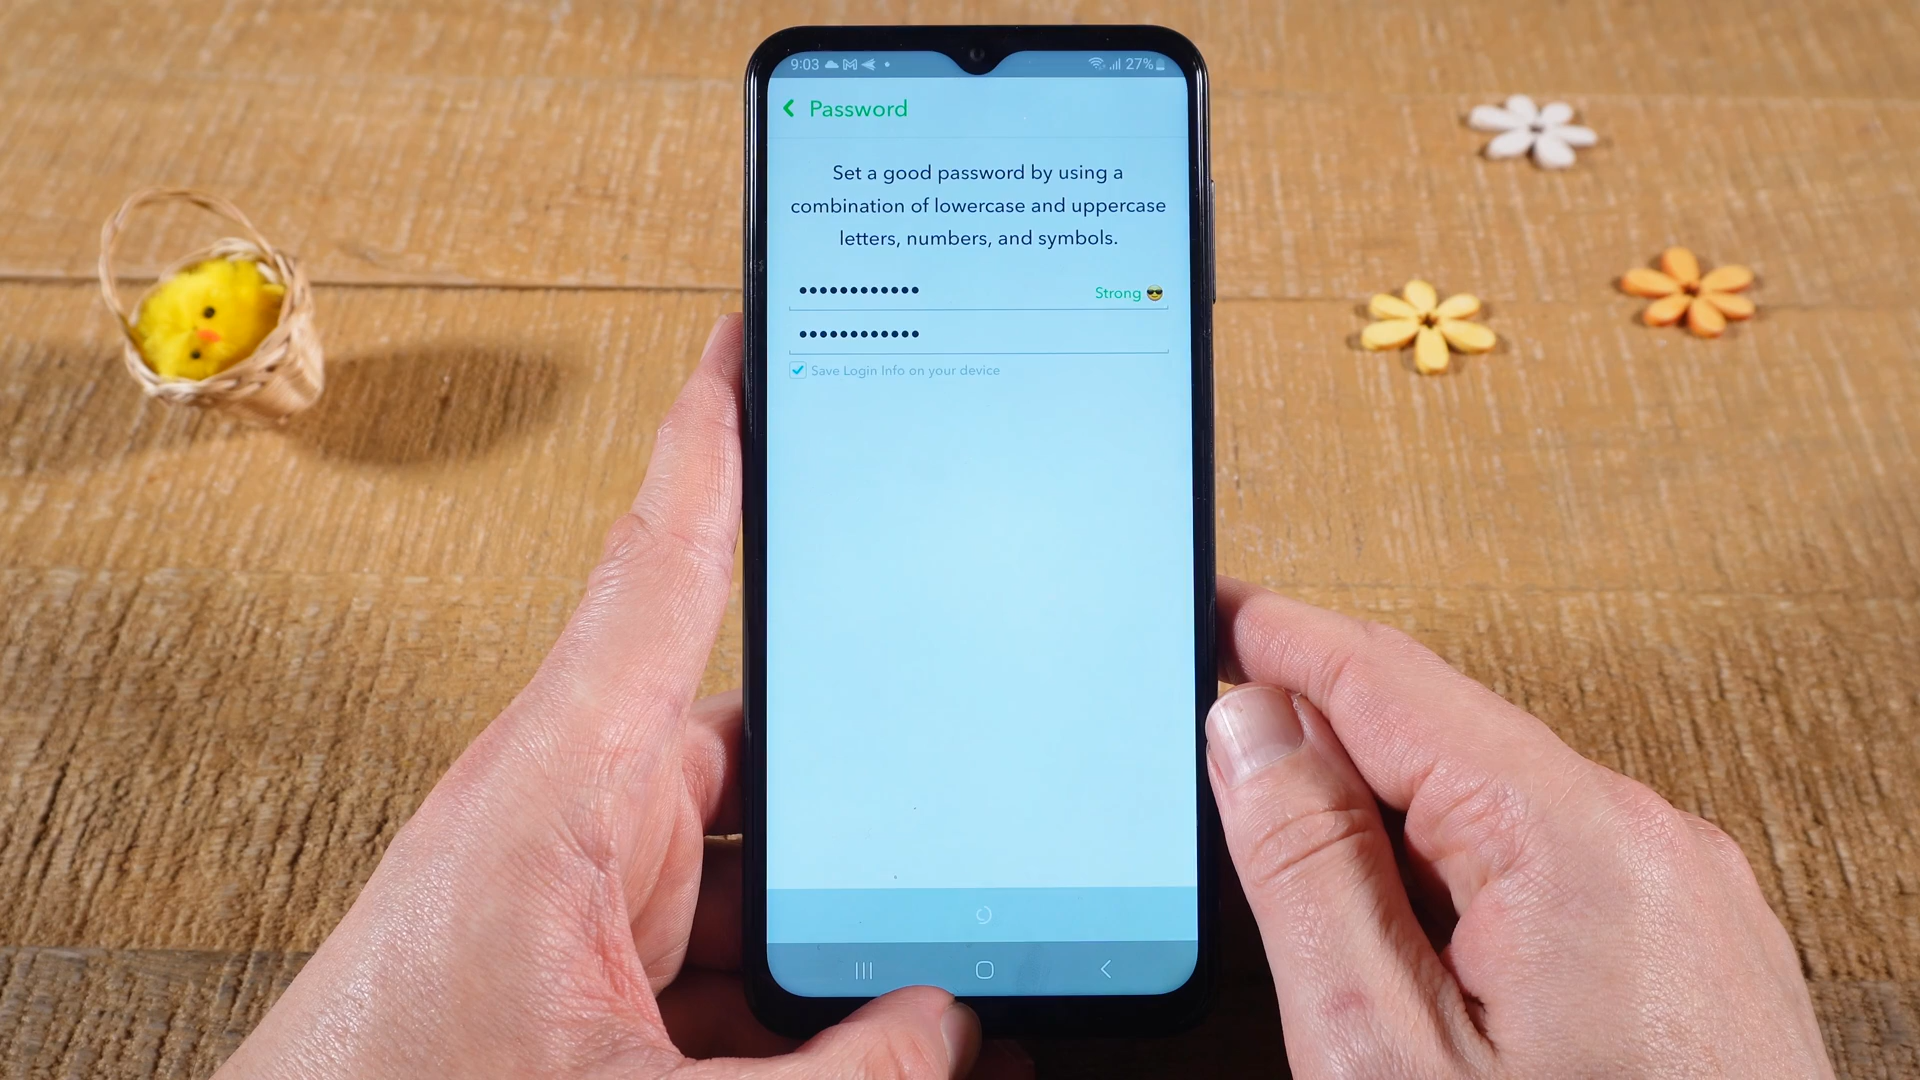 9:03 27%
Password
Set a good password by using a
combination of lowercase and uppercase
letters, numbers, and symbols.
•••••••••••• Strong 😎
••••••••••••
Save Login Info on your device